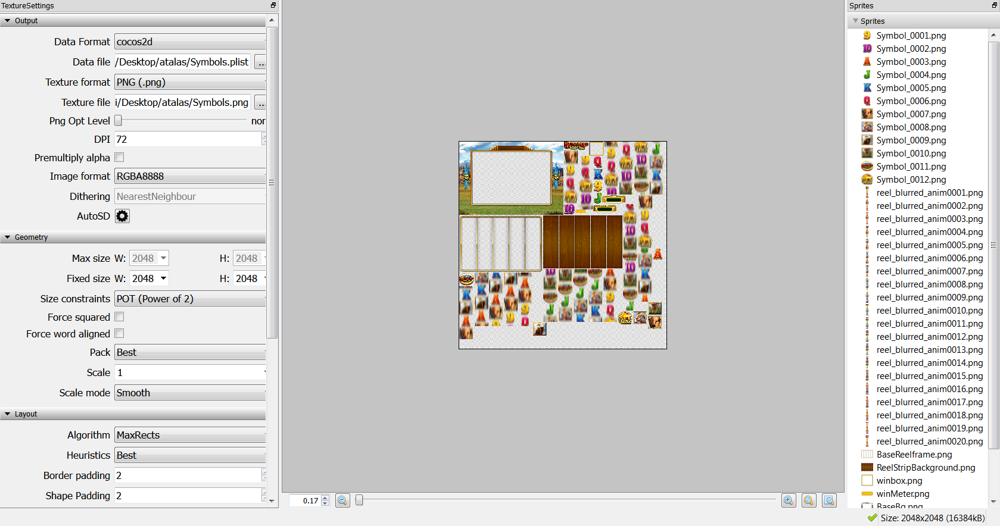 TextureSettings
Output
Data Format cocos2d
Data file /Desktop/atalas/Symbols.plist ...
Texture format PNG (.png)
Texture file i/Desktop/atalas/Symbols.png ...
Png Opt Level nor
DPI 72
Premultiply alpha
Image format RGBA8888
Dithering NearestNeighbour
AutoSD
Geometry
Max size W: 2048 H: 2048
Fixed size W: 2048 H: 2048
Size constraints POT (Power of 2)
Force squared
Force word aligned
Pack Best
Scale 1
Scale mode Smooth
Layout
Algorithm MaxRects
Heuristics Best
Border padding 2
Shape Padding 2
0.17
Sprites
Sprites
Symbol_0001.png
Symbol_0002.png
Symbol_0003.png
Symbol_0004.png
Symbol_0005.png
Symbol_0006.png
Symbol_0007.png
Symbol_0008.png
Symbol_0009.png
Symbol_0010.png
Symbol_0011.png
Symbol_0012.png
reel_blurred_anim0001.png
reel_blurred_anim0002.png
reel_blurred_anim0003.png
reel_blurred_anim0004.png
reel_blurred_anim0005.png
reel_blurred_anim0006.png
reel_blurred_anim0007.png
reel_blurred_anim0008.png
reel_blurred_anim0009.png
reel_blurred_anim0010.png
reel_blurred_anim0011.png
reel_blurred_anim0012.png
reel_blurred_anim0013.png
reel_blurred_anim0014.png
reel_blurred_anim0015.png
reel_blurred_anim0016.png
reel_blurred_anim0017.png
reel_blurred_anim0018.png
reel_blurred_anim0019.png
reel_blurred_anim0020.png
BaseReelframe.png
ReelStripBackground.png
winbox.png
winMeter.png
BaseBg.png
Size: 2048x2048 (16384kB)